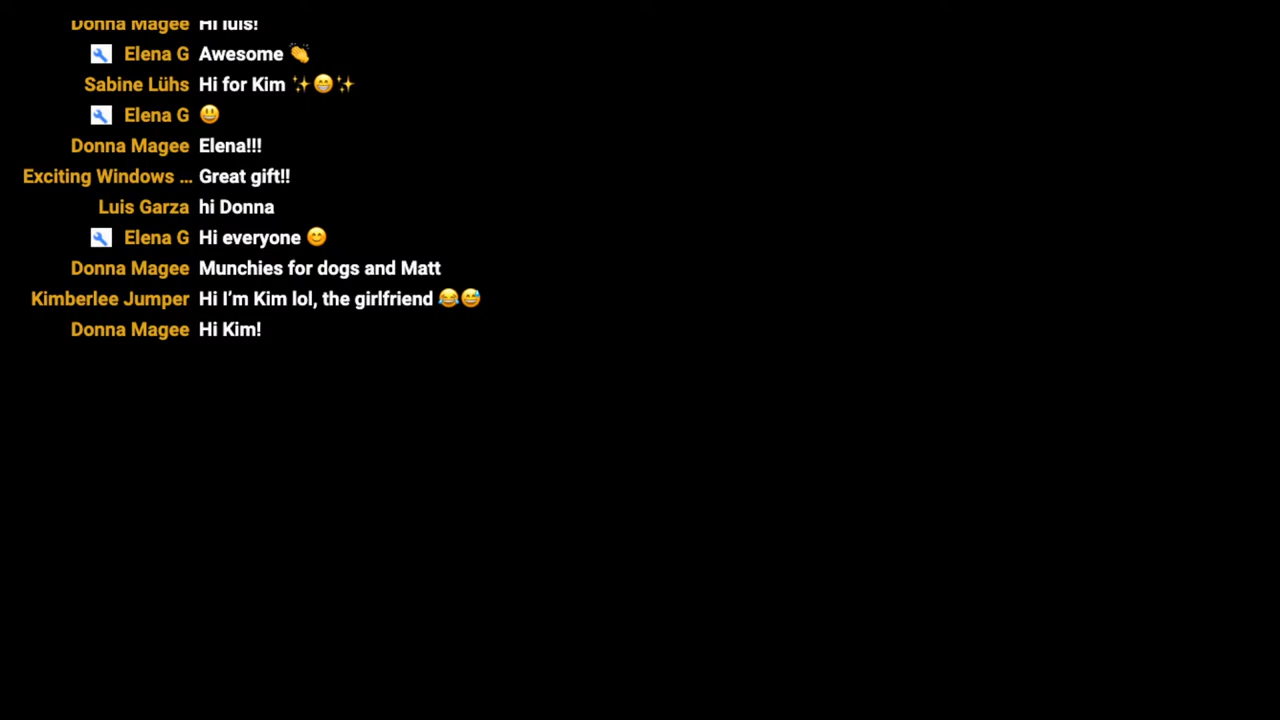 Donna Magee Hi luis!
Elena G Awesome 👏
Sabine Lühs Hi for Kim ✨😁✨
Elena G 😃
Donna Magee Elena!!!
Exciting Windows … Great gift!!
Luis Garza hi Donna
Elena G Hi everyone 😊
Donna Magee Munchies for dogs and Matt
Kimberlee Jumper Hi I’m Kim lol, the girlfriend 😂😅
Donna Magee Hi Kim!